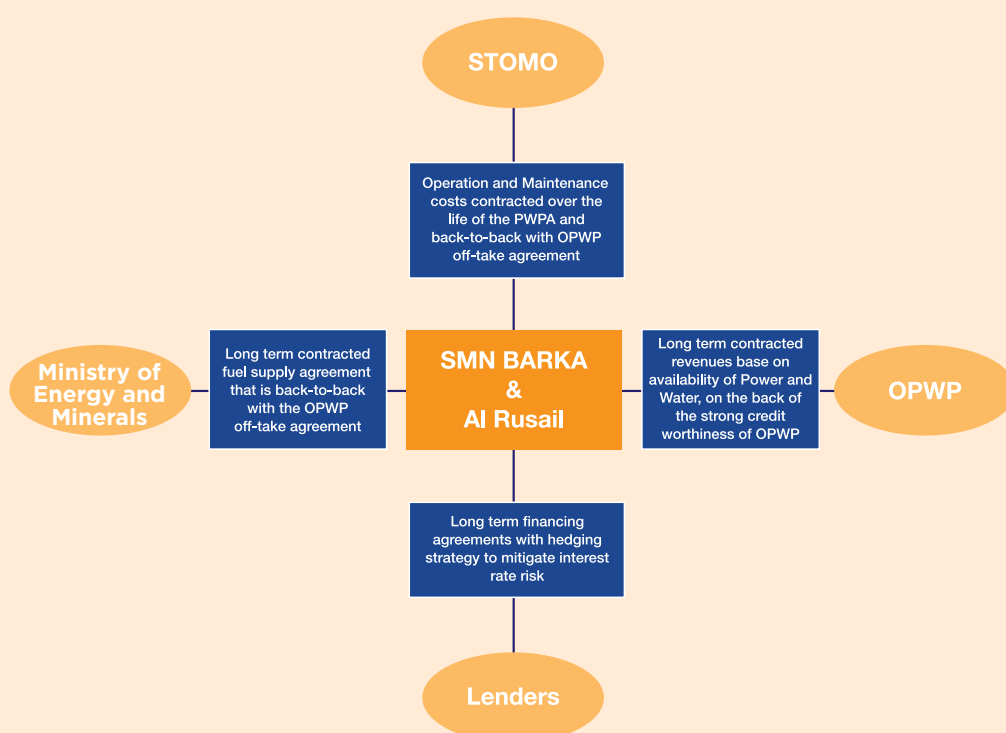 STOMO
Operation and Maintenance
costs contracted over the
life of the PWPA and
back-to-back with OPWP
off-take agreement
Ministry of
Energy and
Minerals
Long term contracted
fuel supply agreement
that is back-to-back
with the OPWP
off-take agreement
SMN BARKA
&
Al Rusail
Long term contracted
revenues base on
availability of Power and
Water, on the back of
the strong credit
worthiness of OPWP
OPWP
Long term financing
agreements with hedging
strategy to mitigate interest
rate risk
Lenders